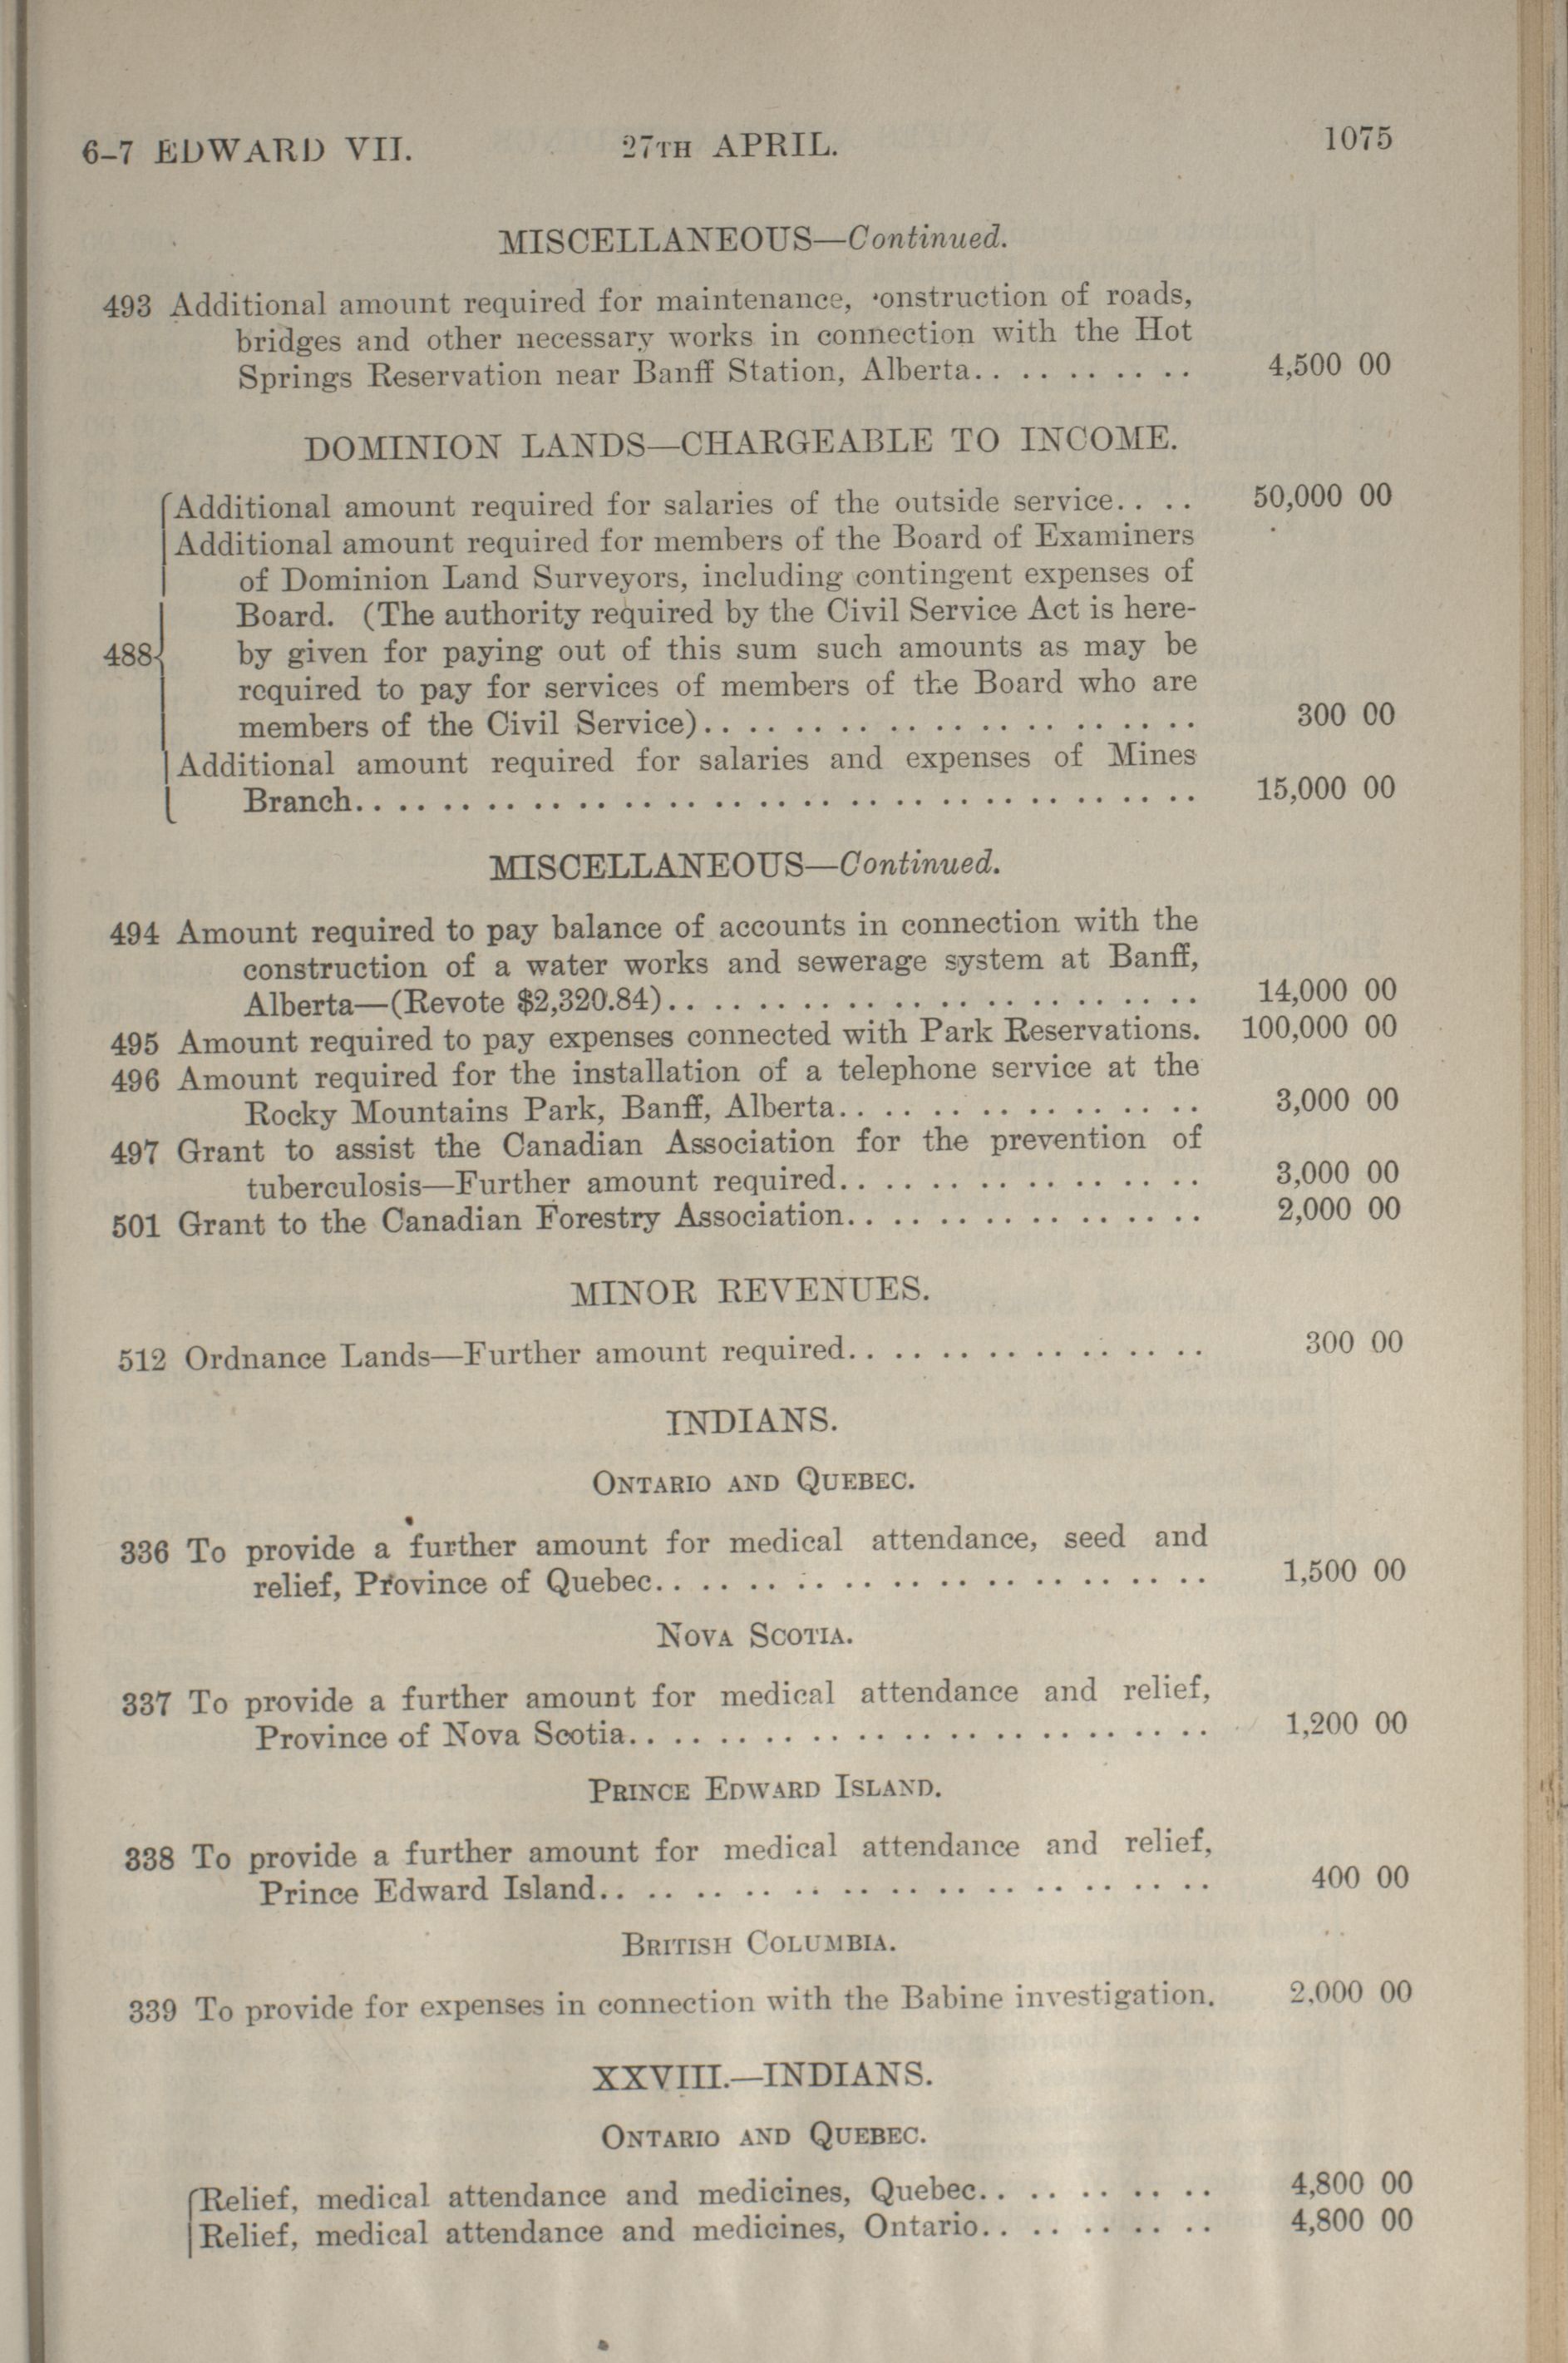 6-7 EDWARD VII. 27TH APRIL. 1075
MISCELLANEOUS—Continued.
493 Additional amount required for maintenance, onstruction of roads,
bridges and other necessary works in connection with the Hot
Springs Reservation near Banff Station, Alberta.......... 4,500 00
DOMINION LANDS—CHARGEABLE TO INCOME.
Additional amount required for salaries of the outside service.... 50,000 00
Additional amount required for members of the Board of Examiners
of Dominion Land Surveyors, including contingent expenses of
Board. (The authority required by the Civil Service Act is here-
488 by given for paying out of this sum such amounts as may be
required to pay for services of members of the Board who are
members of the Civil Service)...................... 300 00
Additional amount required for salaries and expenses of Mines
Branch..................................... 15,000 00
MISCELLANEOUS—Continued.
494 Amount required to pay balance of accounts in connection with the
construction of a water works and sewerage system at Banff,
Alberta—(Revote $2,320.84)........................ 14,000 00
495 Amount required to pay expenses connected with Park Reservations. 100,000 00
496 Amount required for the installation of a telephone service at the
Rocky Mountains Park, Banff, Alberta................ 3,000 00
497 Grant to assist the Canadian Association for the prevention of
tuberculosis—Further amount required................ 3,000 00
501 Grant to the Canadian Forestry Association................ 2,000 00
MINOR REVENUES.
512 Ordnance Lands—Further amount required................ 300 00
INDIANS.
ONTARIO AND QUEBEC.
336 To provide a further amount for medical attendance, seed and
relief, Province of Quebec........................ 1,500 00
NOVA SCOTIA.
337 To provide a further amount for medical attendance and relief,
Province of Nova Scotia.......................... 1,200 00
PRINCE EDWARD ISLAND.
338 To provide a further amount for medical attendance and relief,
Prince Edward Island.......................... 400 00
BRITISH COLUMBIA.
339 To provide for expenses in connection with the Babine investigation. 2,000 00
XXVIII.—INDIANS.
ONTARIO AND QUEBEC.
Relief, medical attendance and medicines, Quebec.......... 4,800 00
Relief, medical attendance and medicines, Ontario.......... 4,800 00